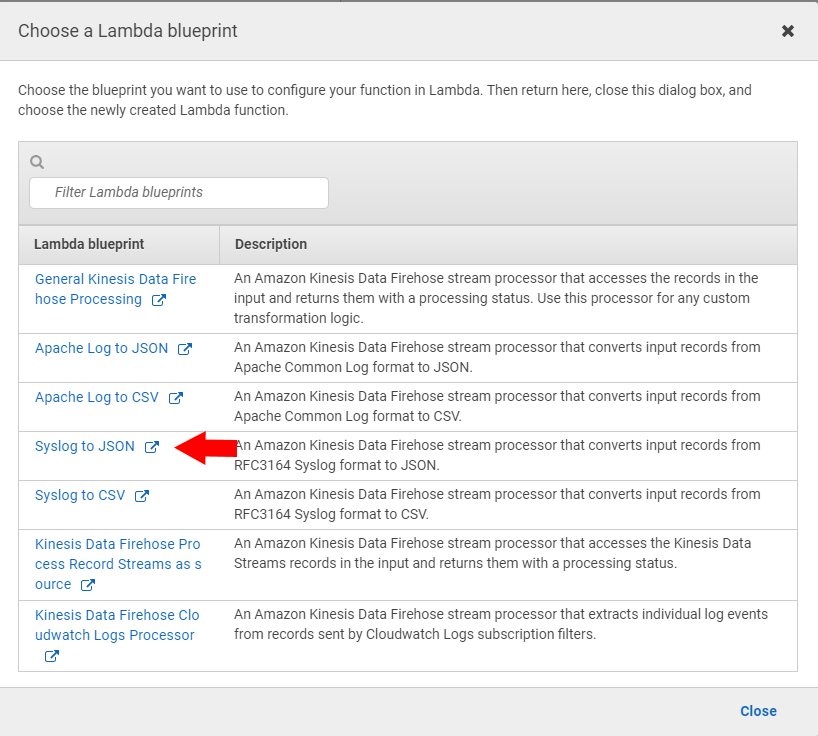 Choose a Lambda blueprint
Choose the blueprint you want to use to configure your function in Lambda. Then return here, close this dialog box, and
choose the newly created Lambda function.
Filter Lambda blueprints
Lambda blueprint
Description
General Kinesis Data Fire
hose Processing
An Amazon Kinesis Data Firehose stream processor that accesses the records in the
input and returns them with a processing status. Use this processor for any custom
transformation logic.
Apache Log to JSON
An Amazon Kinesis Data Firehose stream processor that converts input records from
Apache Common Log format to JSON.
Apache Log to CSV
An Amazon Kinesis Data Firehose stream processor that converts input records from
Apache Common Log format to CSV.
Syslog to JSON
An Amazon Kinesis Data Firehose stream processor that converts input records from
RFC3164 Syslog format to JSON.
Syslog to CSV
An Amazon Kinesis Data Firehose stream processor that converts input records from
RFC3164 Syslog format to CSV.
Kinesis Data Firehose Pro
cess Record Streams as s
ource
An Amazon Kinesis Data Firehose stream processor that accesses the Kinesis Data
Streams records in the input and returns them with a processing status.
Kinesis Data Firehose Clo
udwatch Logs Processor
An Amazon Kinesis Data Firehose stream processor that extracts individual log events
from records sent by Cloudwatch Logs subscription filters.
Close